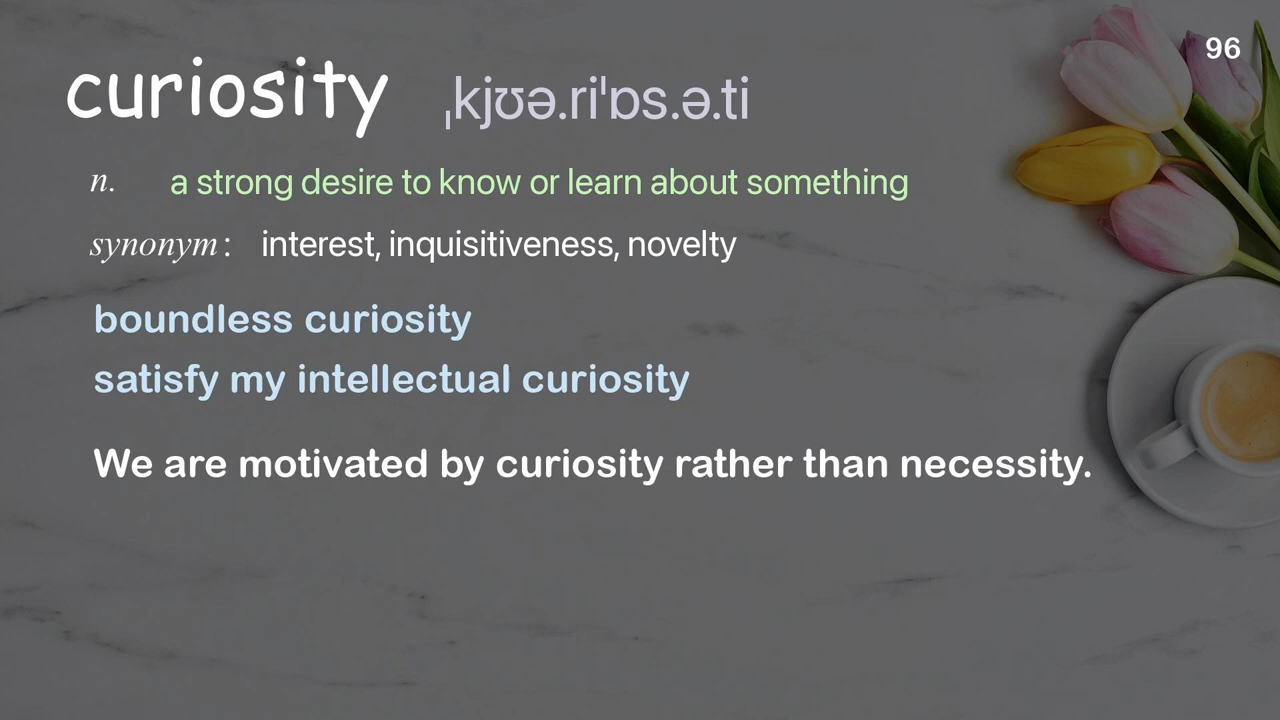 96
curiosity ˌkjʊə.riˈɒs.ə.ti
n. a strong desire to know or learn about something
synonym : interest, inquisitiveness, novelty
boundless curiosity
satisfy my intellectual curiosity
We are motivated by curiosity rather than necessity.